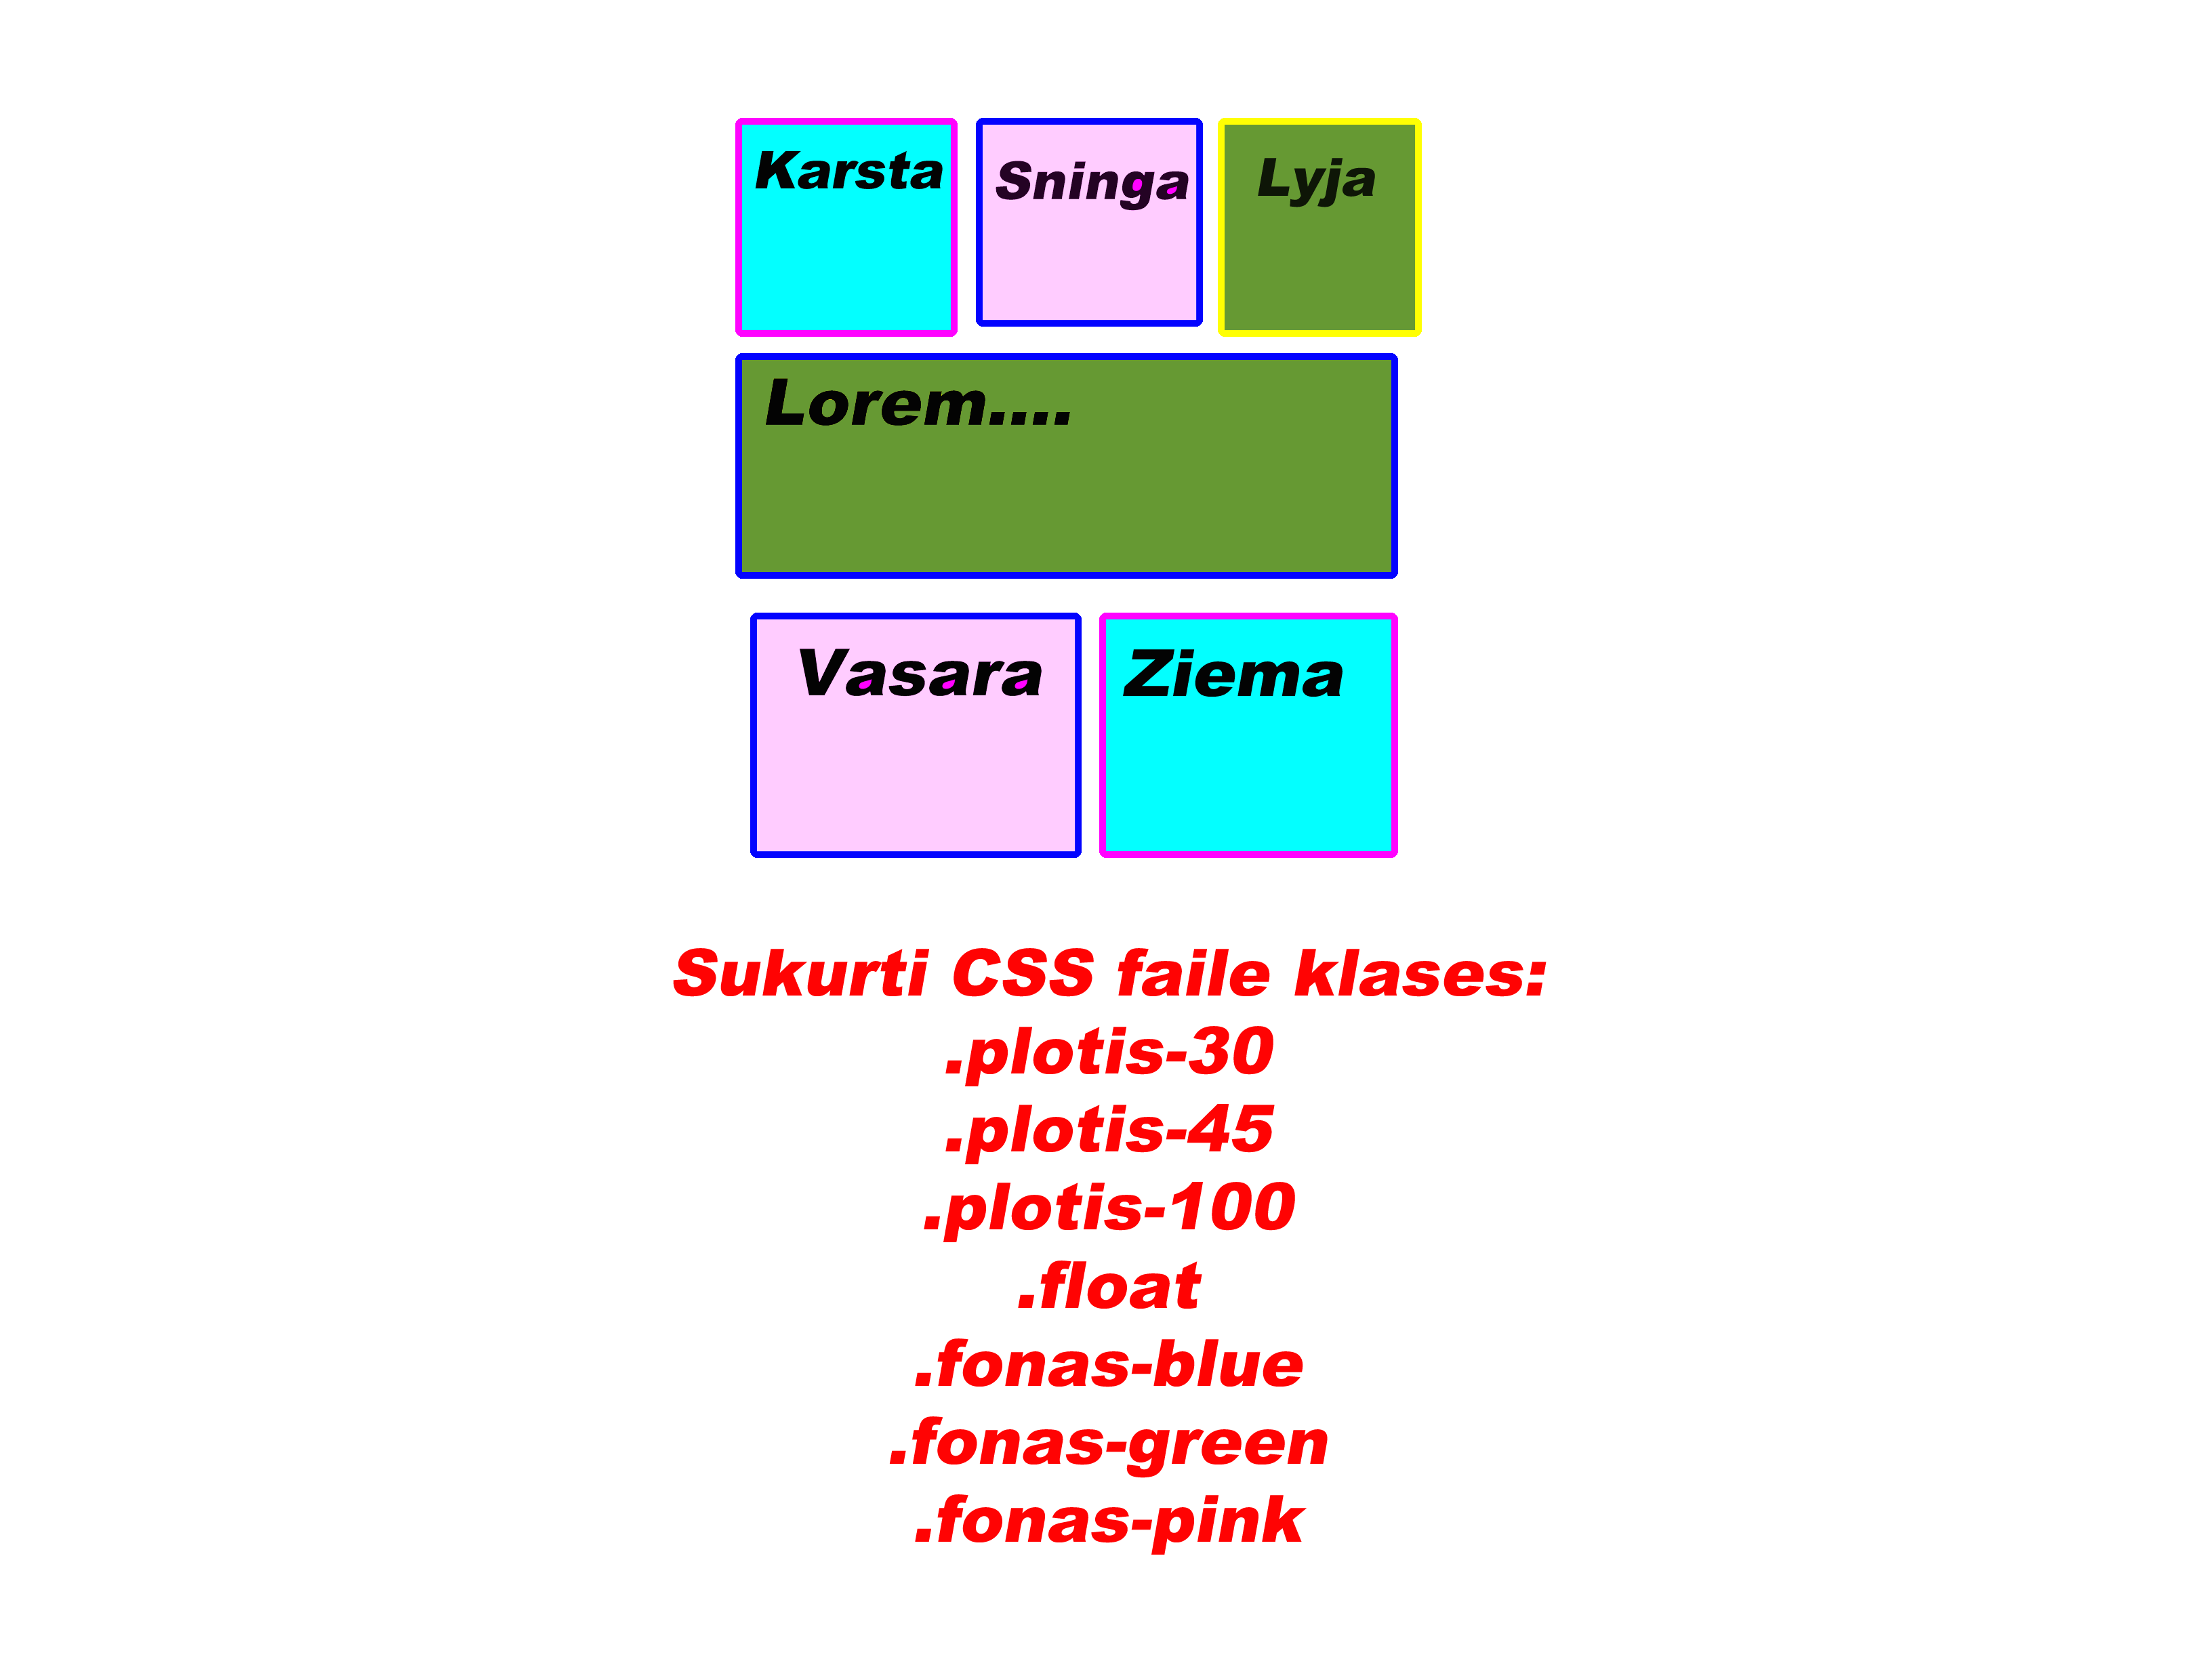 Karsta
Sninga
Lyja
Lorem....
Vasara
Ziema
Sukurti CSS faile klases:
.plotis-30
.plotis-45
.plotis-100
.float
.fonas-blue
.fonas-green
.fonas-pink